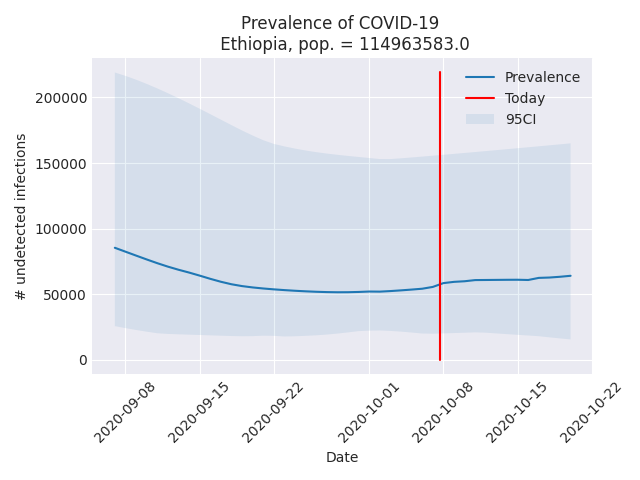 Prevalence of COVID-19
Ethiopia, pop. = 114963583.0
Prevalence
Today
95CI
200000
150000
100000
50000
0
# undetected infections
2020-09-08
2020-09-15
2020-09-22
2020-10-01
2020-10-08
2020-10-15
2020-10-22
Date